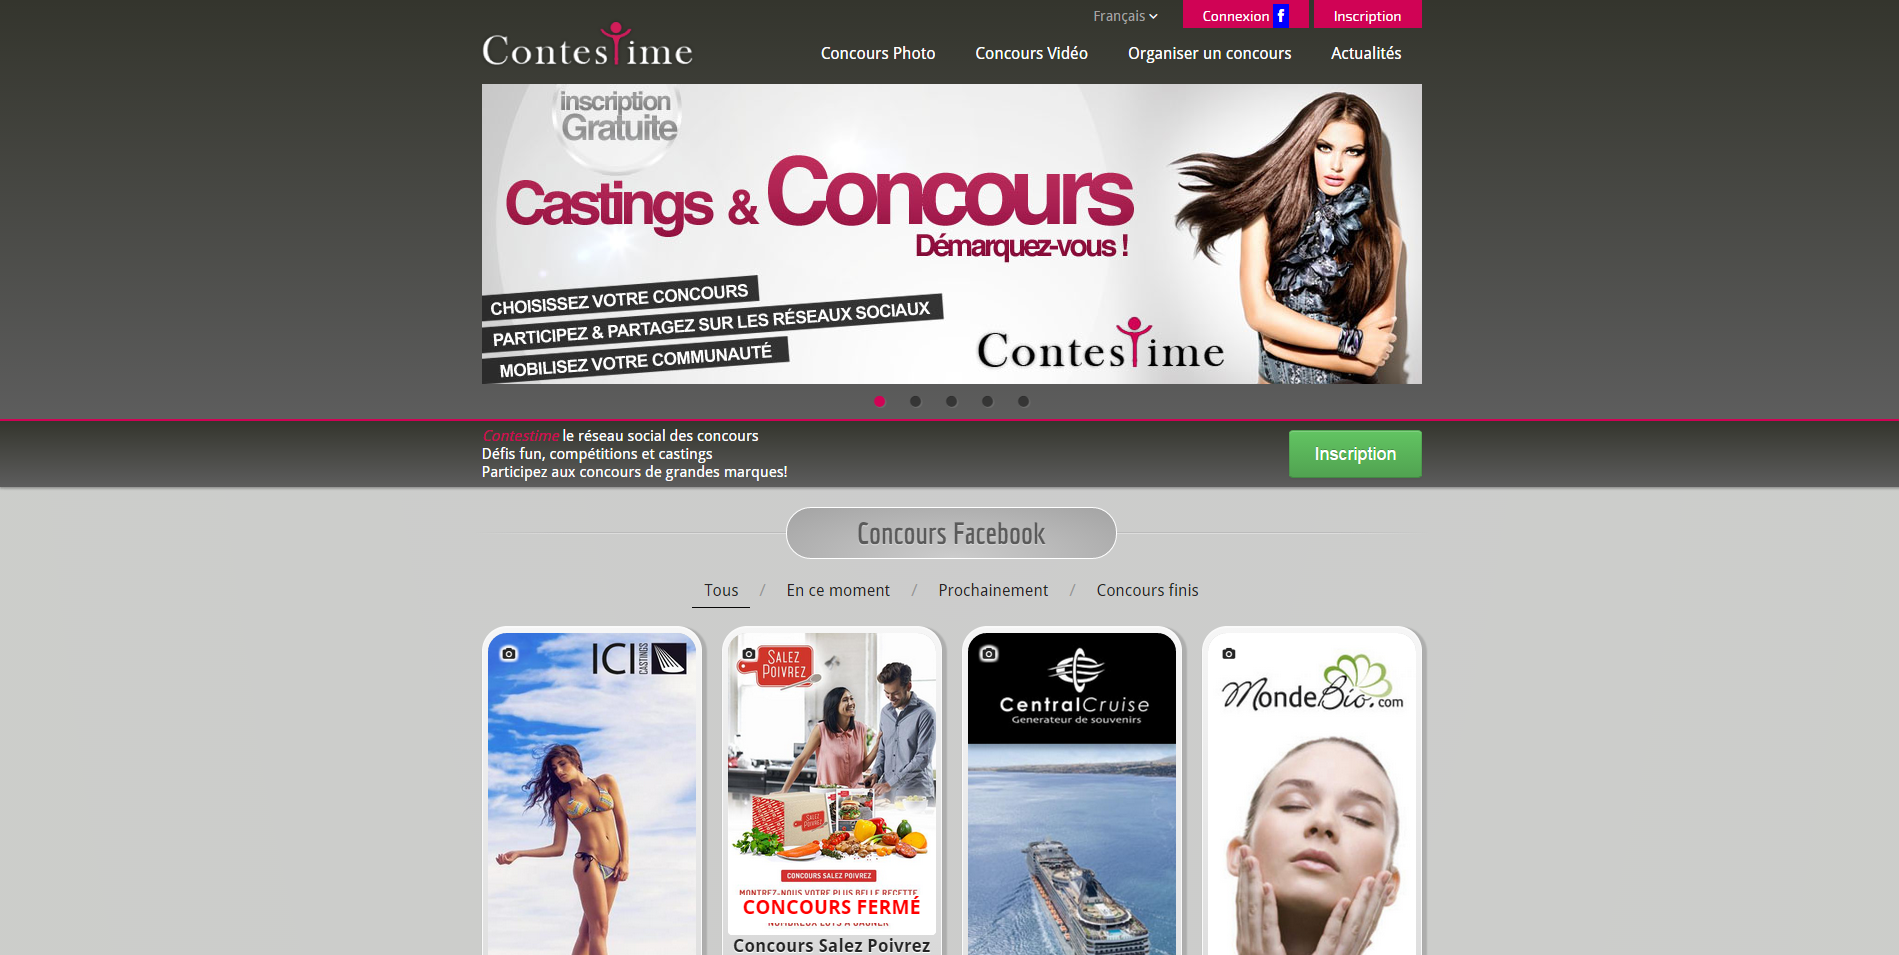 Français
Connexion f
Inscription
Contestime
Concours Photo
Concours Vidéo
Organiser un concours
Actualités
inscription
Gratuite
Castings & Concours
Démarquez-vous !
CHOISISSEZ VOTRE CONCOURS
PARTICIPEZ & PARTAGEZ SUR LES RÉSEAUX SOCIAUX
MOBILISEZ VOTRE COMMUNAUTÉ
Contestime
Contestime le réseau social des concours
Défis fun, compétitions et castings
Participez aux concours de grandes marques!
Inscription
Concours Facebook
Tous / En ce moment / Prochainement / Concours finis
ICI
CASTINGS
SALEZ
POIVREZ
SALEZ
POIVREZ
CONCOURS SALEZ POIVREZ
MONTREZ-NOUS VOTRE PLUS BELLE RECETTE
CONCOURS FERMÉ
NOMBREUX LOTS A GAGNER
Concours Salez Poivrez
CentralCruise
Generateur de souvenirs
MondeBio.com